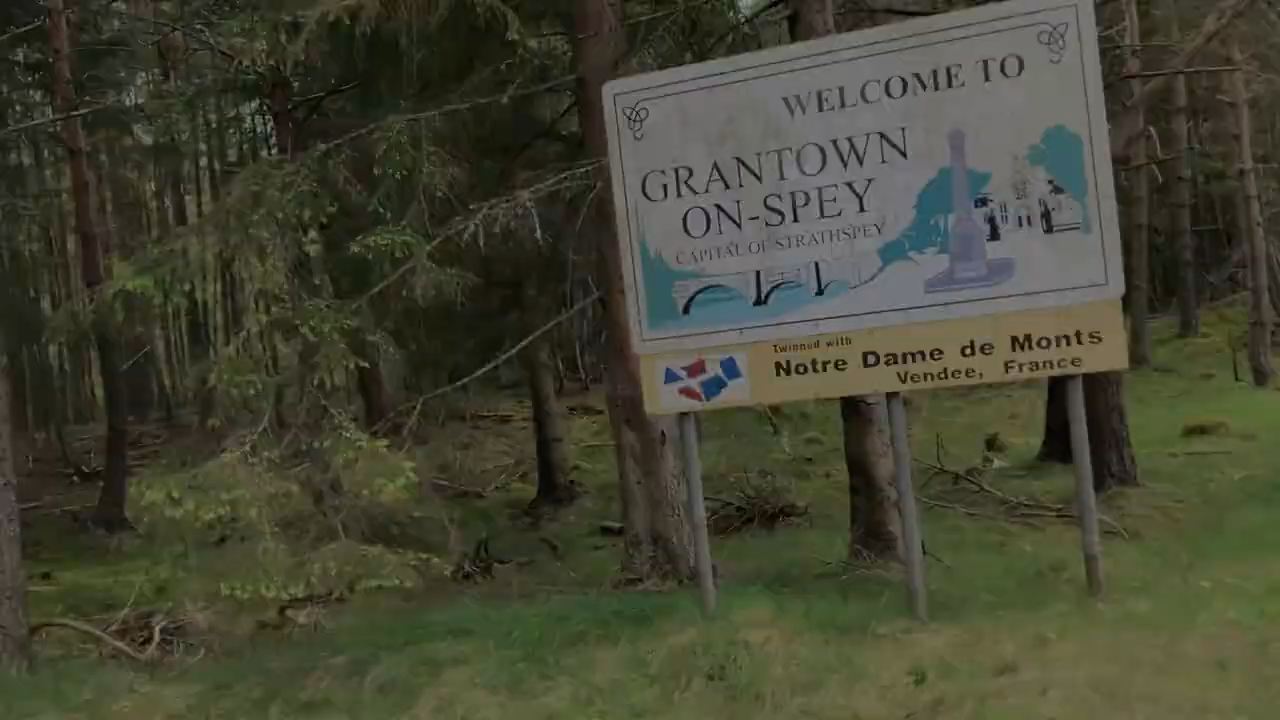 WELCOME TO
GRANTOWN
ON-SPEY
CAPITAL OF STRATHSPEY
Twinned with
Notre Dame de Monts
Vendee, France